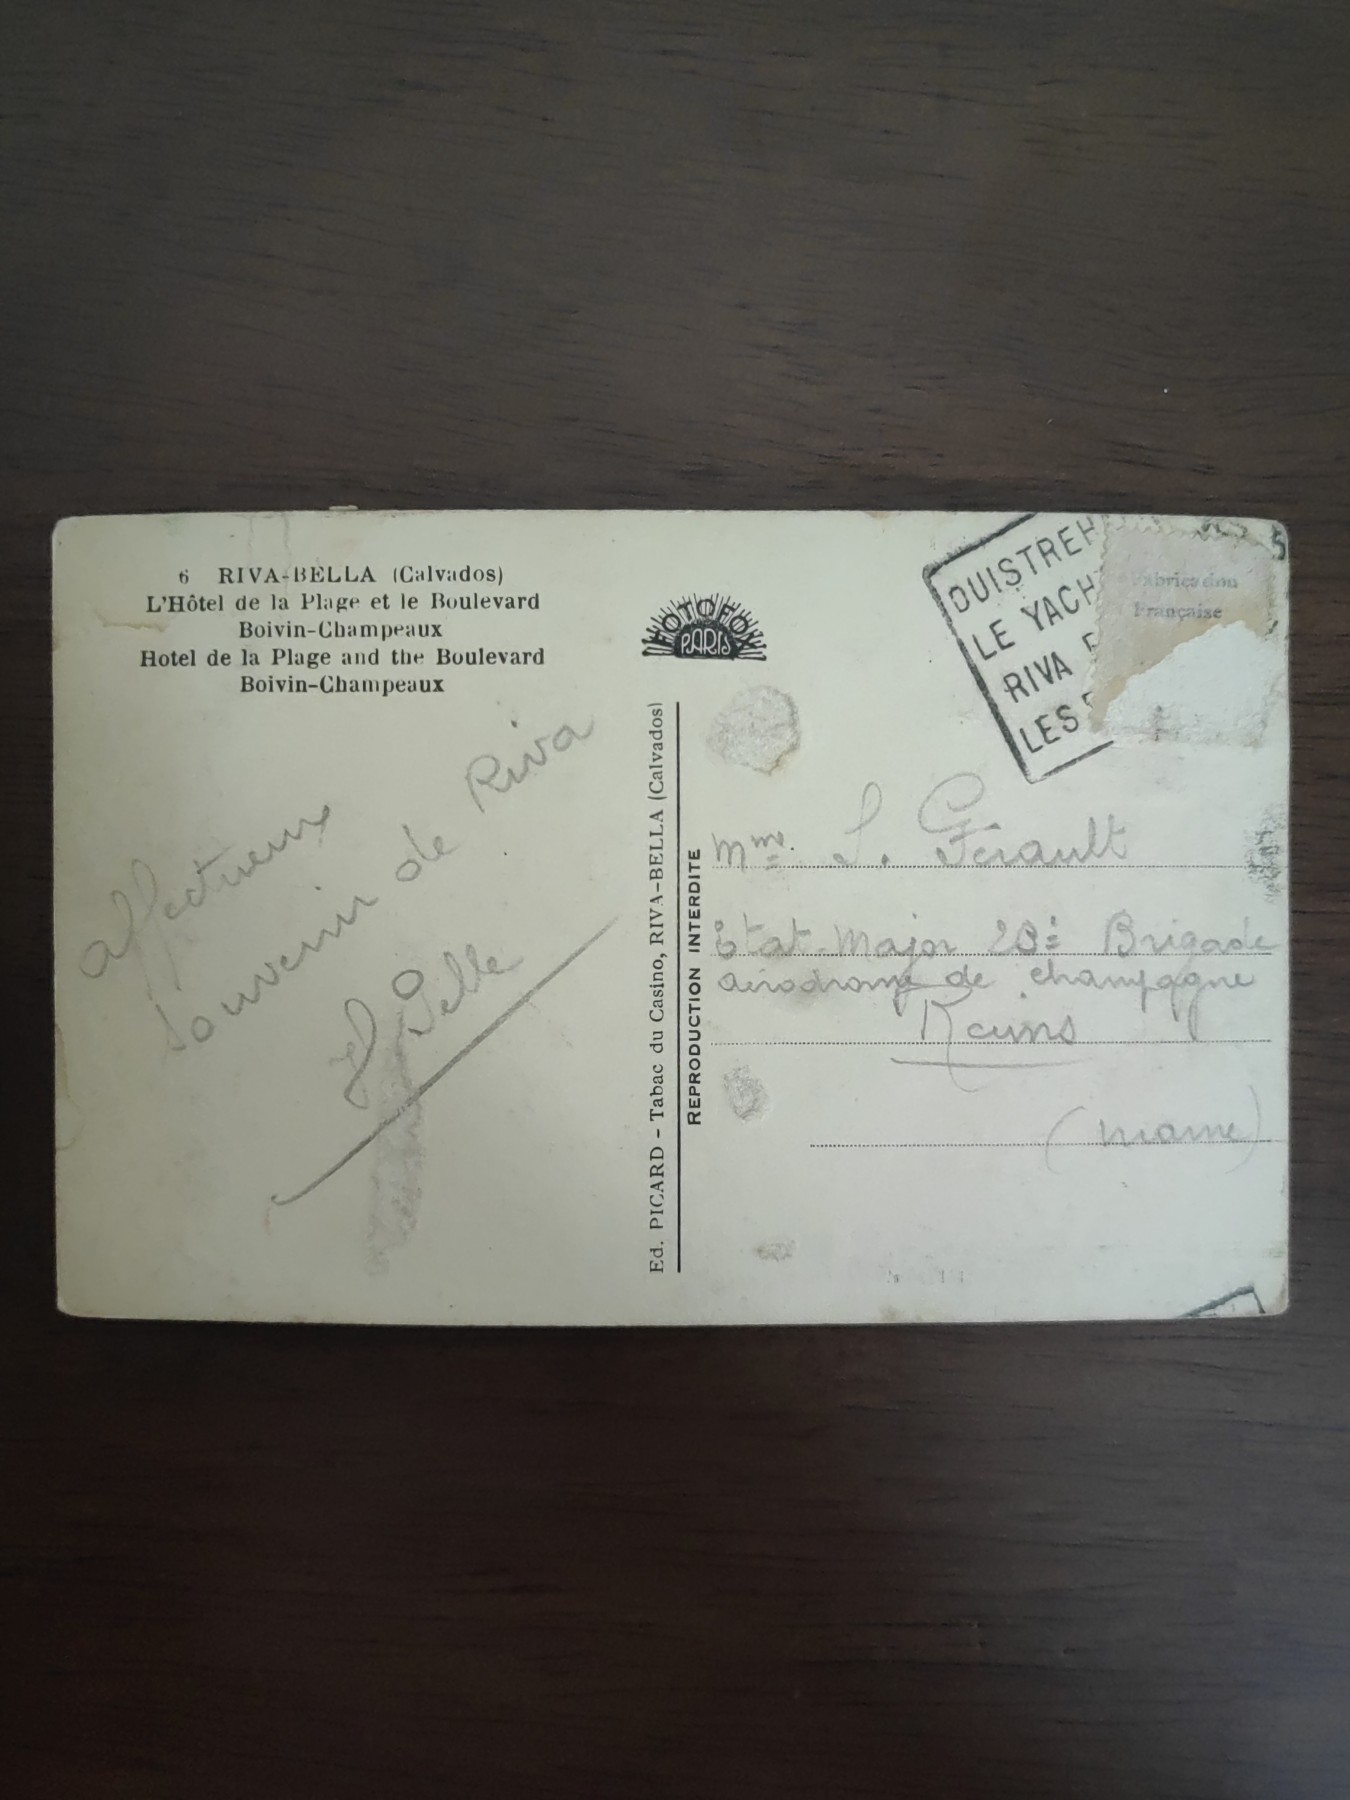 6 RIVA-BELLA (Calvados)
L'Hôtel de la Plage et le Boulevard
Boivin-Champeaux
Hotel de la Plage and the Boulevard
Boivin-Champeaux
affectueux
souvenir de Riva
FOTOFOX
PARIS
Ed. PICARD - Tabac du Casino, RIVA-BELLA (Calvados)
REPRODUCTION INTERDITE
OUISTREH
LE YACH
RIVA
LES
Fabrication
Française
Mme. S.
État-Major 23è Brigade
aérodrome de champagne
Reims
(marne)